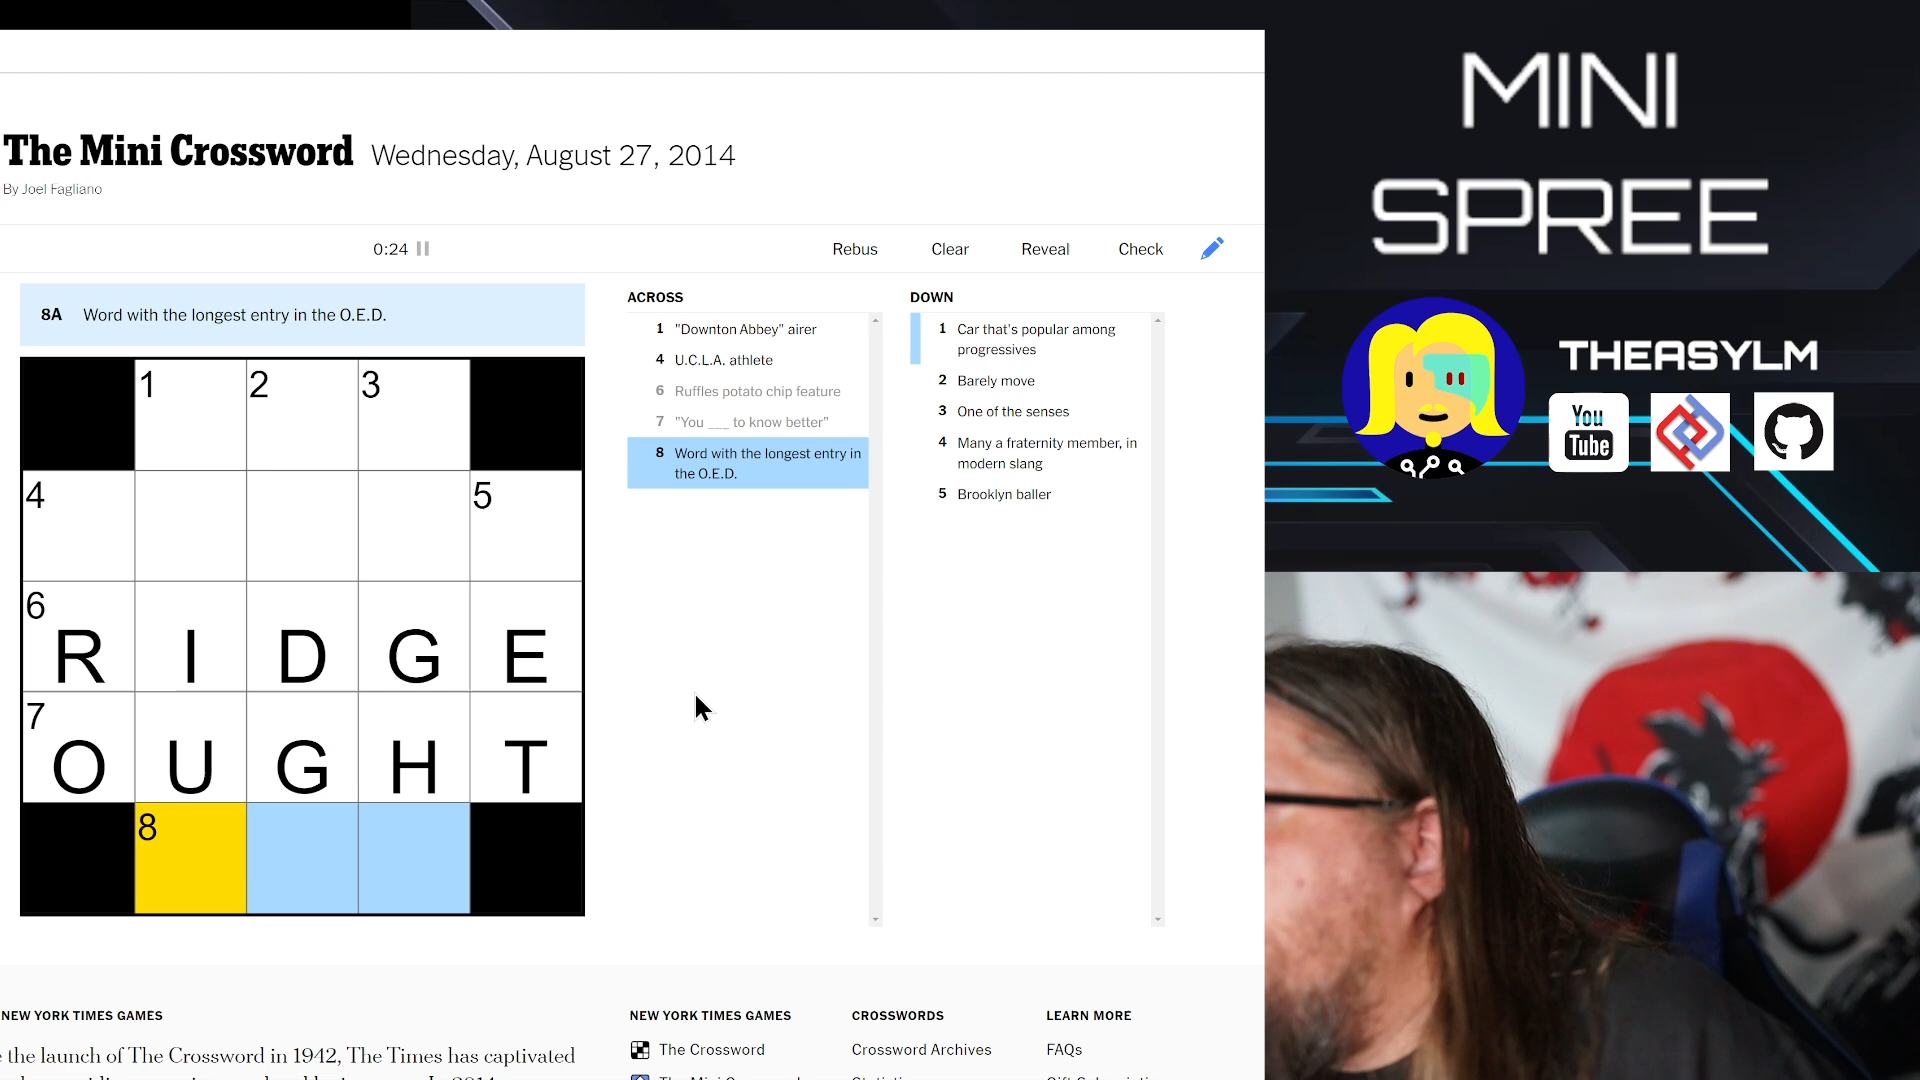 The Mini Crossword Wednesday, August 27, 2014
By Joel Fagliano
0:24
Rebus
Clear
Reveal
Check
8A Word with the longest entry in the O.E.D.
1 2 3
4 5
6
R I D G E
7
O U G H T
8
ACROSS
1 "Downton Abbey" airer
4 U.C.L.A. athlete
6 Ruffles potato chip feature
7 "You ___ to know better"
8 Word with the longest entry in
the O.E.D.
DOWN
1 Car that's popular among
progressives
2 Barely move
3 One of the senses
4 Many a fraternity member, in
modern slang
5 Brooklyn baller
MINI
SPREE
THEASYLM
You
Tube
NEW YORK TIMES GAMES
e the launch of The Crossword in 1942, The Times has captivated
NEW YORK TIMES GAMES
The Crossword
CROSSWORDS
Crossword Archives
LEARN MORE
FAQs